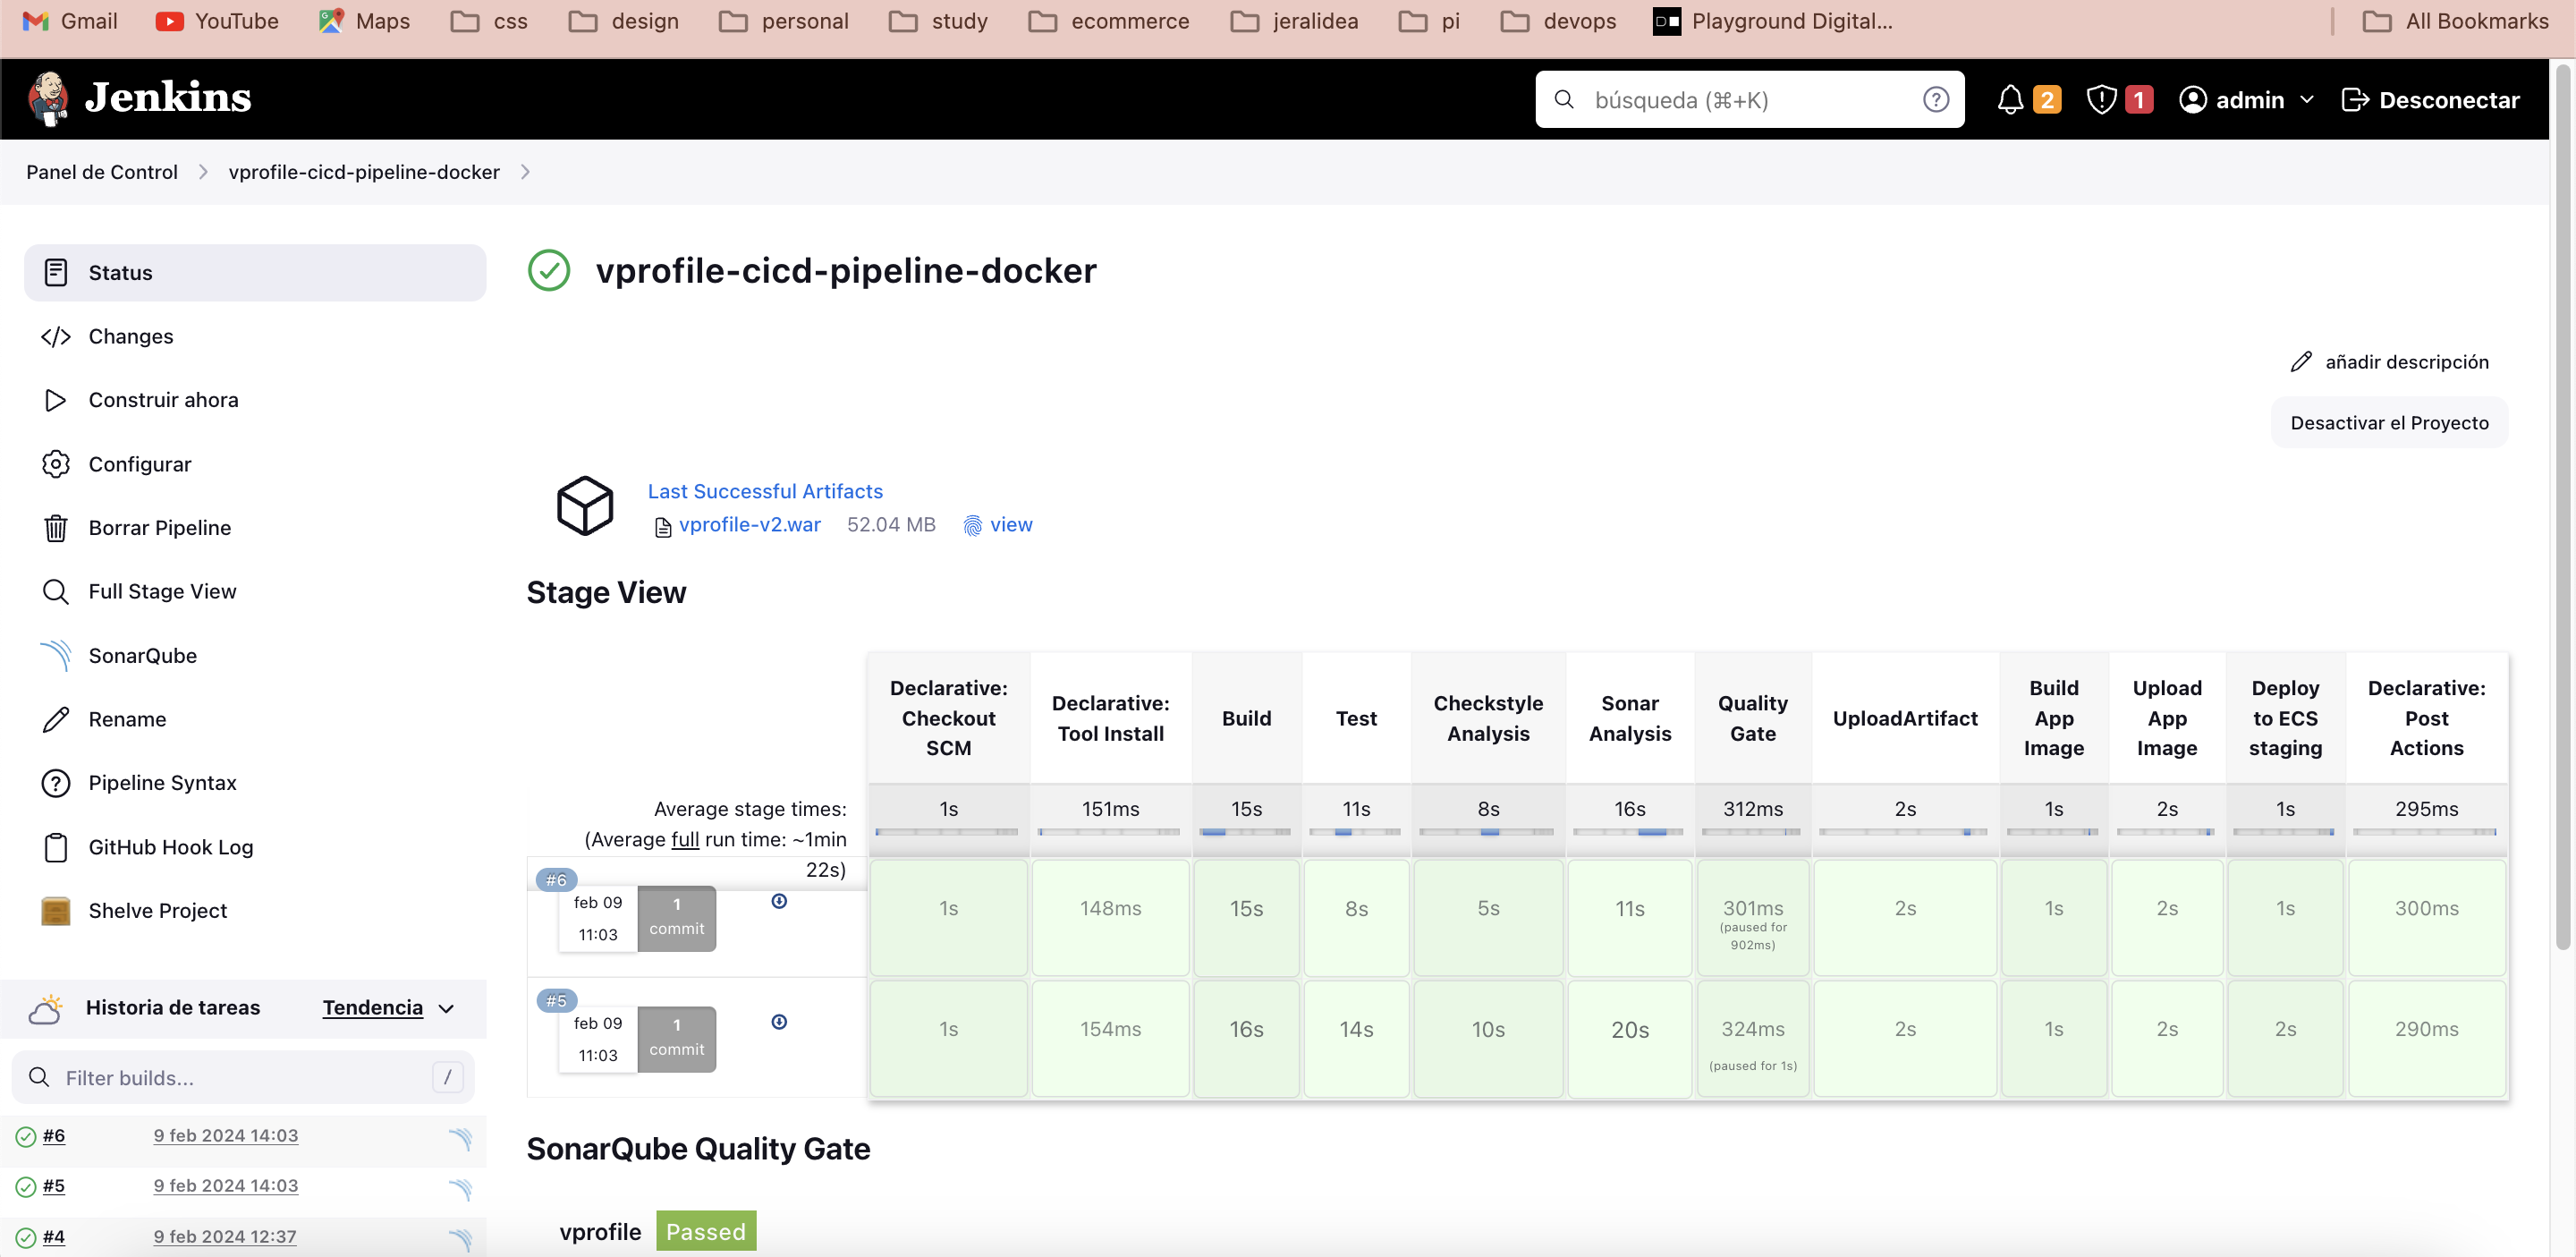 Gmail YouTube Maps css design personal study ecommerce jeralidea pi devops Playground Digital... All Bookmarks
Jenkins
búsqueda (⌘+K) ? 2 1 admin Desconectar
Panel de Control vprofile-cicd-pipeline-docker
Status
Changes
Construir ahora
Configurar
Borrar Pipeline
Full Stage View
SonarQube
Rename
Pipeline Syntax
GitHub Hook Log
Shelve Project
Historia de tareas Tendencia
Filter builds... /
#6 9 feb 2024 14:03
#5 9 feb 2024 14:03
#4 9 feb 2024 12:37
vprofile-cicd-pipeline-docker
añadir descripción
Desactivar el Proyecto
Last Successful Artifacts
vprofile-v2.war 52.04 MB view
Stage View
Declarative: Checkout SCM
Declarative: Tool Install
Build
Test
Checkstyle Analysis
Sonar Analysis
Quality Gate
UploadArtifact
Build App Image
Upload App Image
Deploy to ECS staging
Declarative: Post Actions
Average stage times:
(Average full run time: ~1min
22s)
1s 151ms 15s 11s 8s 16s 312ms 2s 1s 2s 1s 295ms
#6
feb 09
11:03
1
commit
1s 148ms 15s 8s 5s 11s 301ms 2s 1s 2s 1s 300ms
(paused for
902ms)
#5
feb 09
11:03
1
commit
1s 154ms 16s 14s 10s 20s 324ms 2s 1s 2s 2s 290ms
(paused for 1s)
SonarQube Quality Gate
vprofile Passed